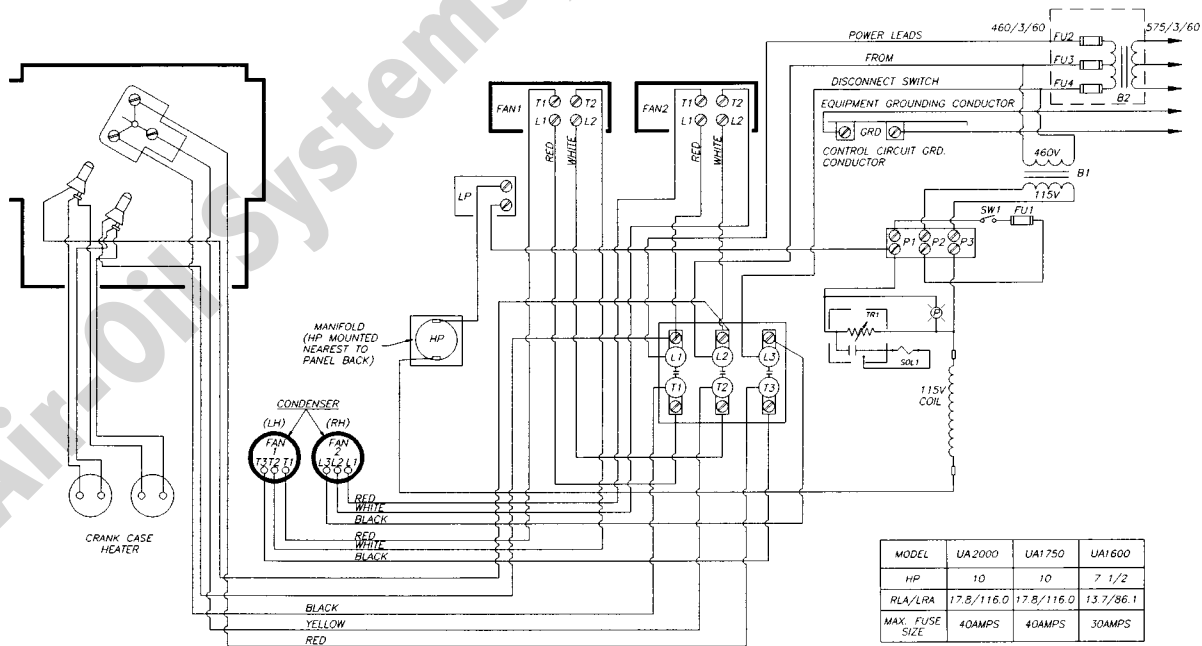 Air-Oil Systems,
460/3/60
575/3/60
POWER LEADS
FU2
FROM
FU3
DISCONNECT SWITCH
FU4
B2
EQUIPMENT GROUNDING CONDUCTOR
GRD
CONTROL CIRCUIT GRD.
CONDUCTOR
460V
B1
115V
SW1
FU1
P1
P2
P3
FAN1
T1
T2
L1
L2
RED
WHITE
FAN2
T1
T2
L1
L2
RED
WHITE
LP
TR1
P
SOL1
115V
COIL
MANIFOLD
(HP MOUNTED
NEAREST TO
PANEL BACK)
HP
L1
L2
L3
T1
T2
T3
CONDENSER
(LH)
(RH)
FAN
1
T3 T2 T1
FAN
2
L3 L2 L1
RED
WHITE
BLACK
RED
WHITE
BLACK
CRANK CASE
HEATER
BLACK
YELLOW
RED
MODEL UA2000 UA1750 UA1600
HP 10 10 7 1/2
RLA/LRA 17.8/116.0 17.8/116.0 13.7/86.1
MAX. FUSE SIZE 40AMPS 40AMPS 30AMPS